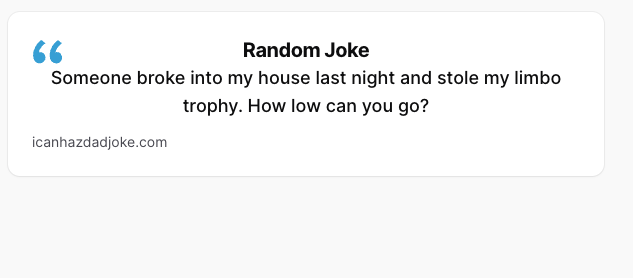 Random Joke
Someone broke into my house last night and stole my limbo
trophy. How low can you go?
icanhazdadjoke.com